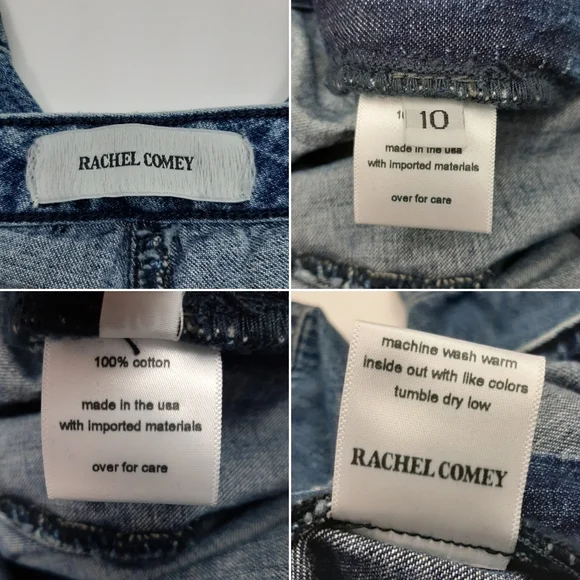 RACHEL COMEY
10
made in the usa
with imported materials
over for care
100% cotton
made in the usa
with imported materials
over for care
machine wash warm
inside out with like colors
tumble dry low
RACHEL COMEY